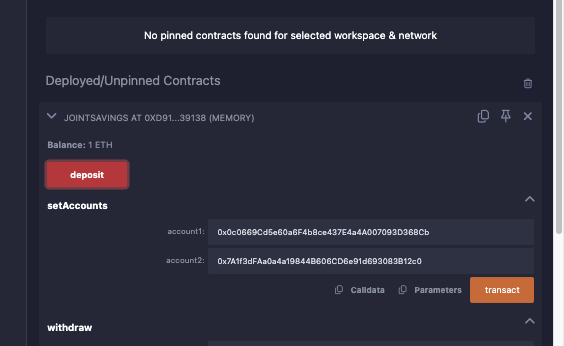 No pinned contracts found for selected workspace & network
Deployed/Unpinned Contracts
JOINTSAVINGS AT 0XD91...39138 (MEMORY)
Balance: 1 ETH
deposit
setAccounts
account1: 0x0c0669Cd5e60a6F4b8ce437E4a4A007093D368Cb
account2: 0x7A1f3dFAa0a4a19844B606CD6e91d693083B12c0
Calldata Parameters transact
withdraw